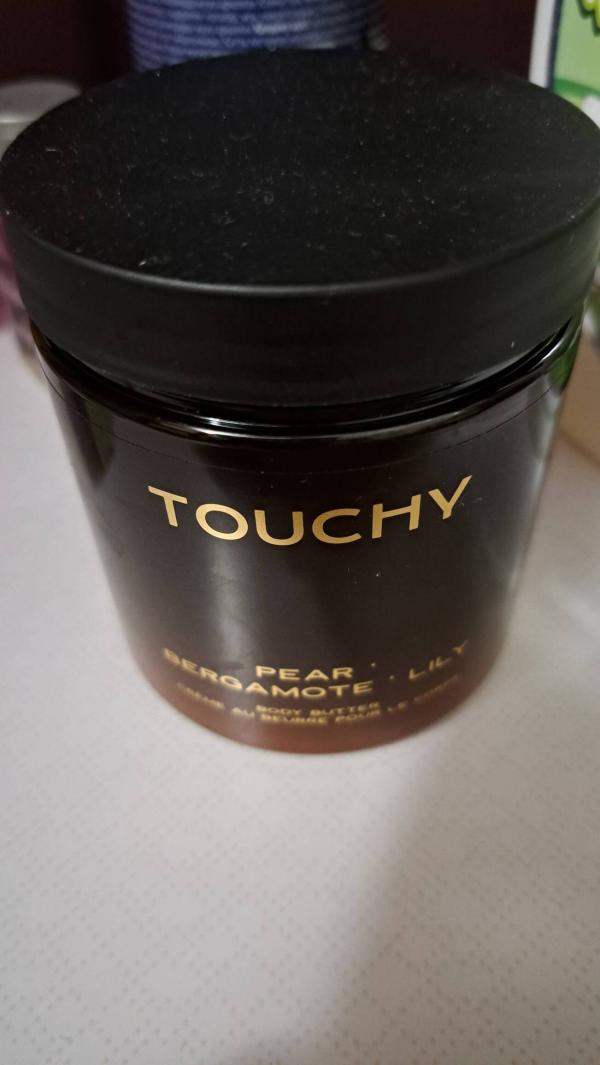 TOUCHY
PEAR ·
BERGAMOTE · LILY
BODY BUTTER
CRÈME AU BEURRE POUR LE CORPS